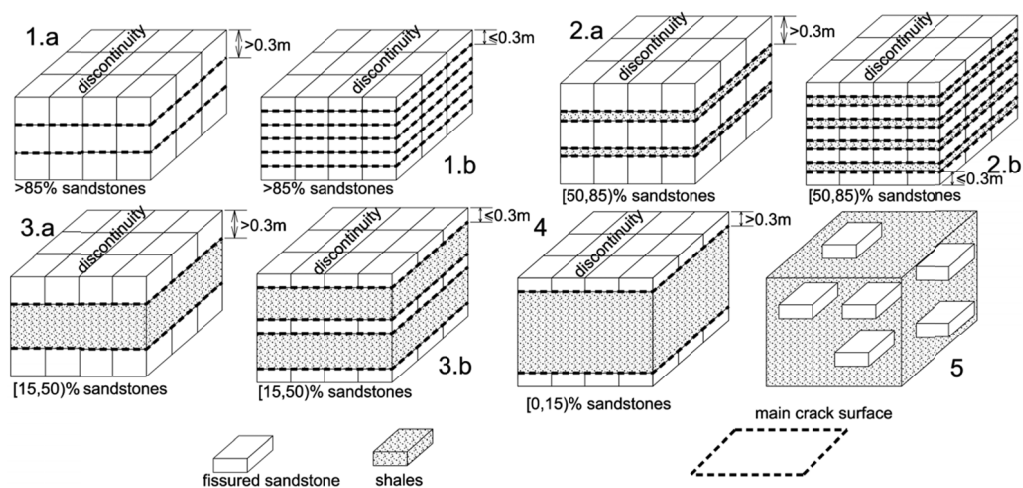 1.a
discontinuity
>0.3m
>85% sandstones
discontinuity
≤0.3m
1.b
>85% sandstones
2.a
discontinuity
>0.3m
[50,85)% sandstones
discontinuity
2.b
≤0.3m
[50,85)% sandstones
3.a
discontinuity
>0.3m
[15,50)% sandstones
discontinuity
≤0.3m
3.b
[15,50)% sandstones
4
discontinuity
>0.3m
[0,15)% sandstones
5
fissured sandstone
shales
main crack surface